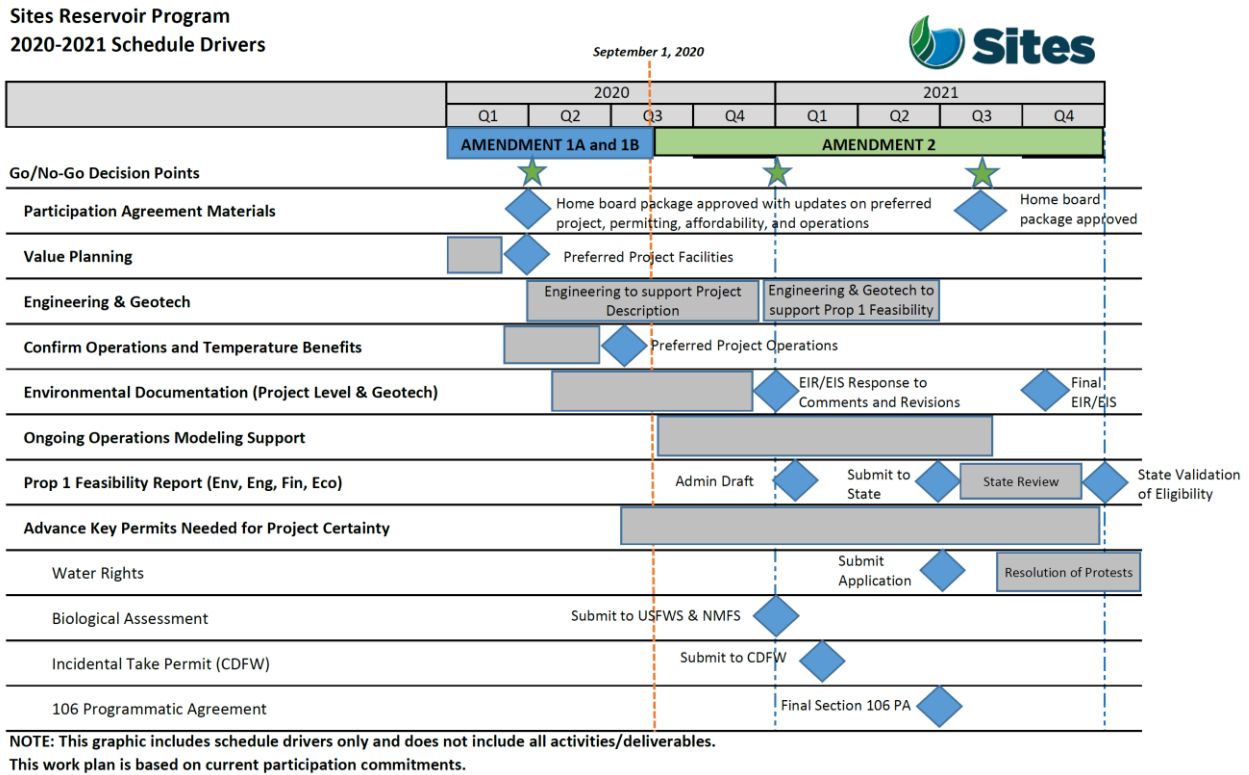 Sites Reservoir Program
2020-2021 Schedule Drivers
September 1, 2020
Sites
2020
2021
Q1
Q2
Q3
Q4
Q1
Q2
Q3
Q4
AMENDMENT 1A and 1B
AMENDMENT 2
Go/No-Go Decision Points
Participation Agreement Materials
Home board package approved with updates on preferred
project, permitting, affordability, and operations
Home board
package approved
Value Planning
Preferred Project Facilities
Engineering & Geotech
Engineering to support Project
Description
Engineering & Geotech to
support Prop 1 Feasibility
Confirm Operations and Temperature Benefits
Preferred Project Operations
Environmental Documentation (Project Level & Geotech)
EIR/EIS Response to
Comments and Revisions
Final
EIR/EIS
Ongoing Operations Modeling Support
Prop 1 Feasibility Report (Env, Eng, Fin, Eco)
Admin Draft
Submit to
State
State Review
State Validation
of Eligibility
Advance Key Permits Needed for Project Certainty
Water Rights
Submit
Application
Resolution of Protests
Biological Assessment
Submit to USFWS & NMFS
Incidental Take Permit (CDFW)
Submit to CDFW
106 Programmatic Agreement
Final Section 106 PA
NOTE: This graphic includes schedule drivers only and does not include all activities/deliverables.
This work plan is based on current participation commitments.